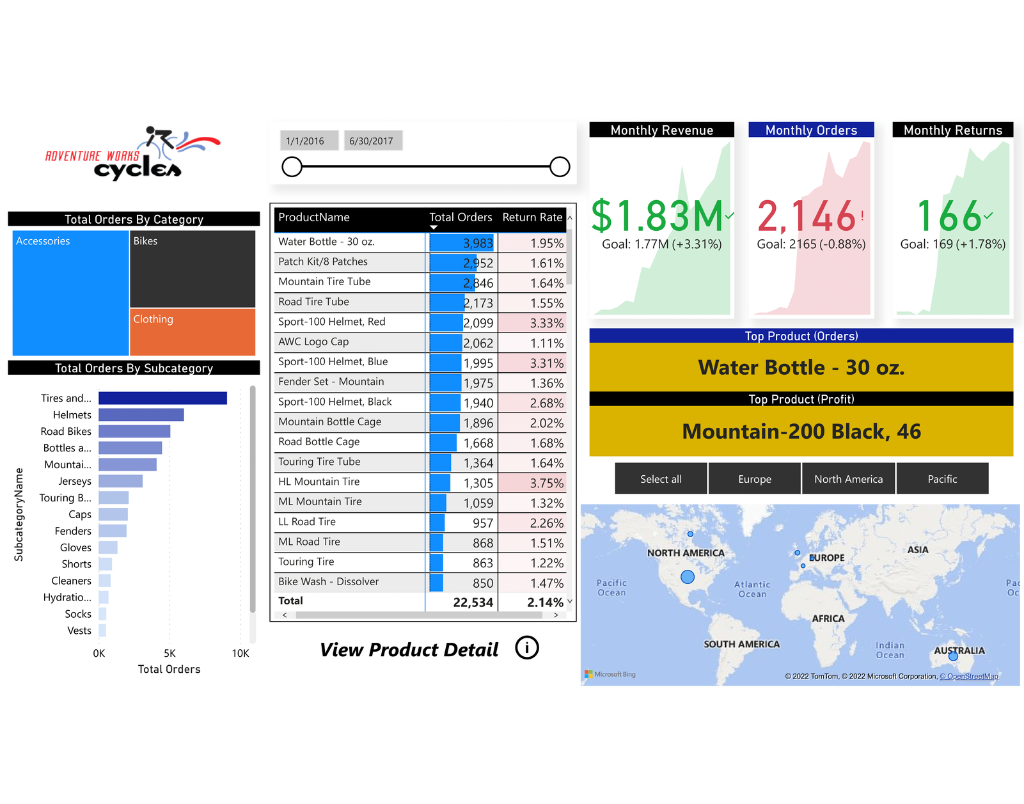 ADVENTURE WORKS
cycles
1/1/2016 6/30/2017
Total Orders By Category
Accessories
Bikes
Clothing
Total Orders By Subcategory
SubcategoryName
Tires and...
Helmets
Road Bikes
Bottles a...
Mountai...
Jerseys
Touring B...
Caps
Fenders
Gloves
Shorts
Cleaners
Hydratio...
Socks
Vests
0K 5K 10K
Total Orders
ProductName Total Orders Return Rate
Water Bottle - 30 oz. 3,983 1.95%
Patch Kit/8 Patches 2,952 1.61%
Mountain Tire Tube 2,846 1.64%
Road Tire Tube 2,173 1.55%
Sport-100 Helmet, Red 2,099 3.33%
AWC Logo Cap 2,062 1.11%
Sport-100 Helmet, Blue 1,995 3.31%
Fender Set - Mountain 1,975 1.36%
Sport-100 Helmet, Black 1,940 2.68%
Mountain Bottle Cage 1,896 2.02%
Road Bottle Cage 1,668 1.68%
Touring Tire Tube 1,364 1.64%
HL Mountain Tire 1,305 3.75%
ML Mountain Tire 1,059 1.32%
LL Road Tire 957 2.26%
ML Road Tire 868 1.51%
Touring Tire 863 1.22%
Bike Wash - Dissolver 850 1.47%
Total 22,534 2.14%
View Product Detail i
Monthly Revenue
$1.83M
Goal: 1.77M (+3.31%)
Monthly Orders
2,146!
Goal: 2165 (-0.88%)
Monthly Returns
166
Goal: 169 (+1.78%)
Top Product (Orders)
Water Bottle - 30 oz.
Top Product (Profit)
Mountain-200 Black, 46
Select all Europe North America Pacific
NORTH AMERICA
EUROPE
ASIA
Pacific
Ocean
Atlantic
Ocean
Pac
Oc
AFRICA
SOUTH AMERICA
Indian
Ocean
AUSTRALIA
Microsoft Bing
© 2022 TomTom, © 2022 Microsoft Corporation, © OpenStreetMap